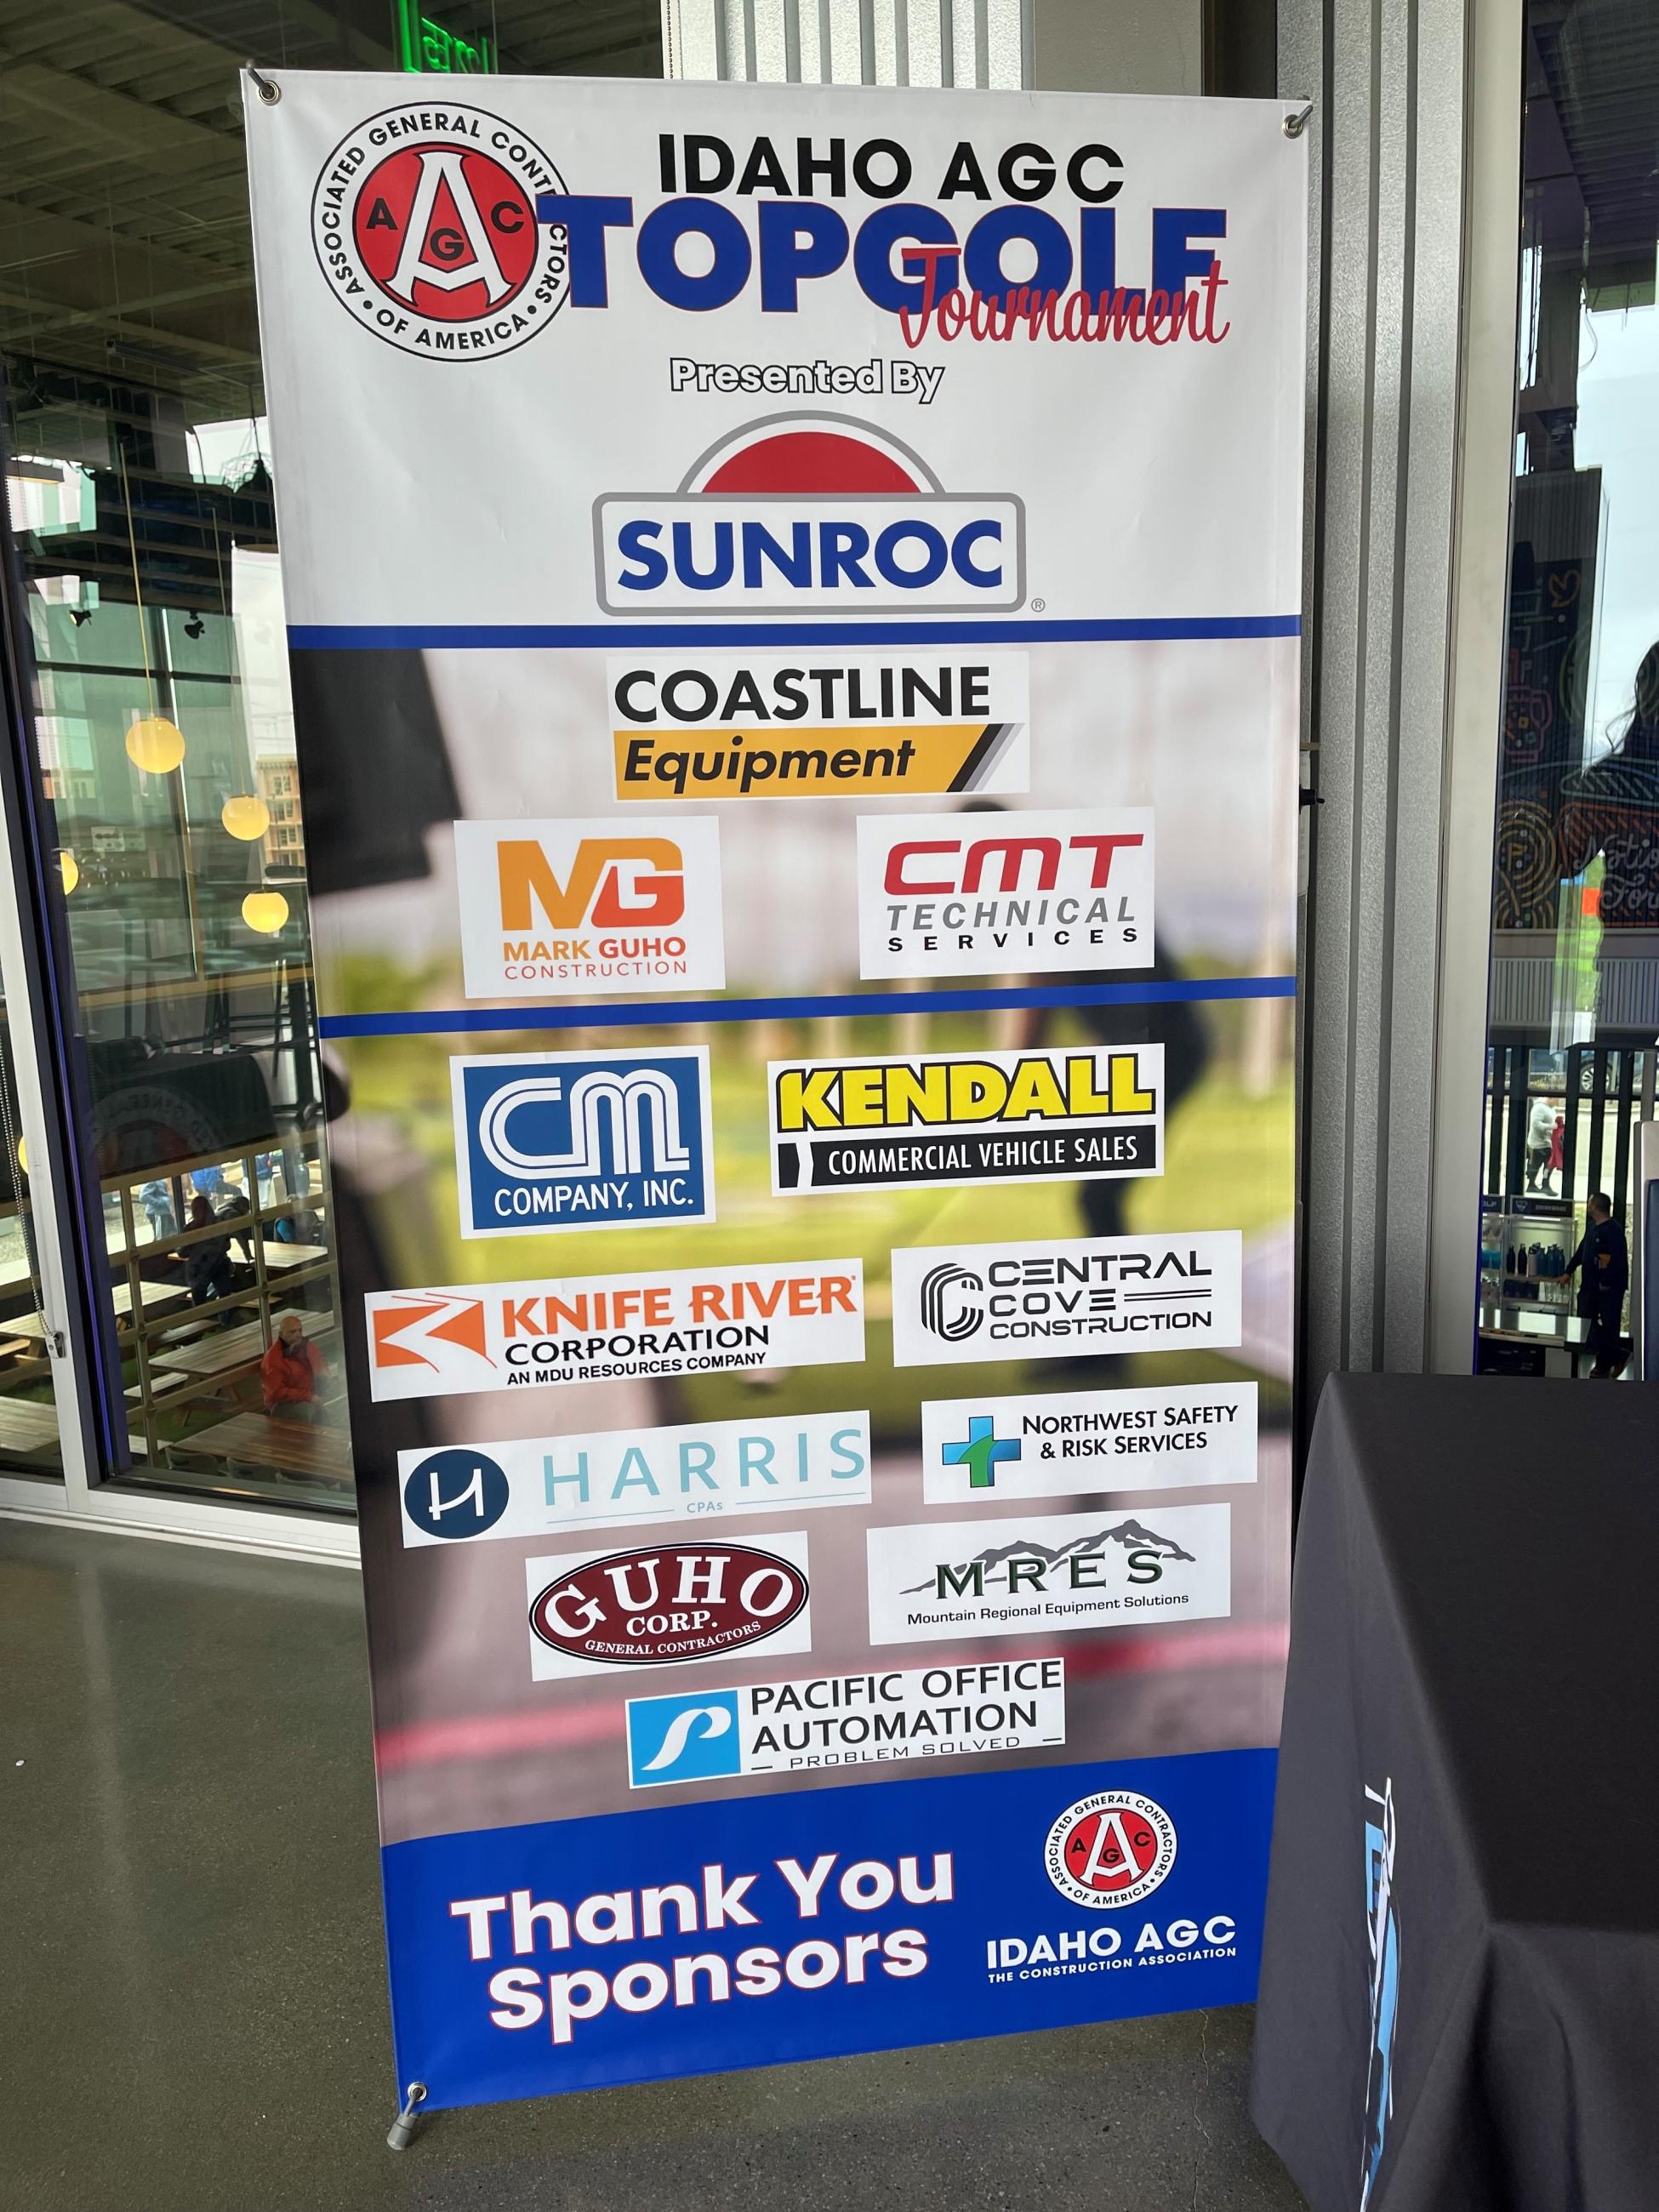 ASSOCIATED GENERAL CONTRACTORS
• OF AMERICA •
A G C
IDAHO AGC
TOPGOLF
Tournament
Presented By
SUNROC
®
COASTLINE
Equipment
MG
MARK GUHO
CONSTRUCTION
CMT
TECHNICAL
SERVICES
CM
COMPANY, INC.
KENDALL
COMMERCIAL VEHICLE SALES
KNIFE RIVER®
CORPORATION
AN MDU RESOURCES COMPANY
CENTRAL
COVE
CONSTRUCTION
H HARRIS
CPAs
NORTHWEST SAFETY
& RISK SERVICES
GUHO
CORP.
GENERAL CONTRACTORS
MRES
Mountain Regional Equipment Solutions
PACIFIC OFFICE
AUTOMATION
— PROBLEM SOLVED —
Thank You
Sponsors
ASSOCIATED GENERAL CONTRACTORS
• OF AMERICA •
A G C
IDAHO AGC
THE CONSTRUCTION ASSOCIATION